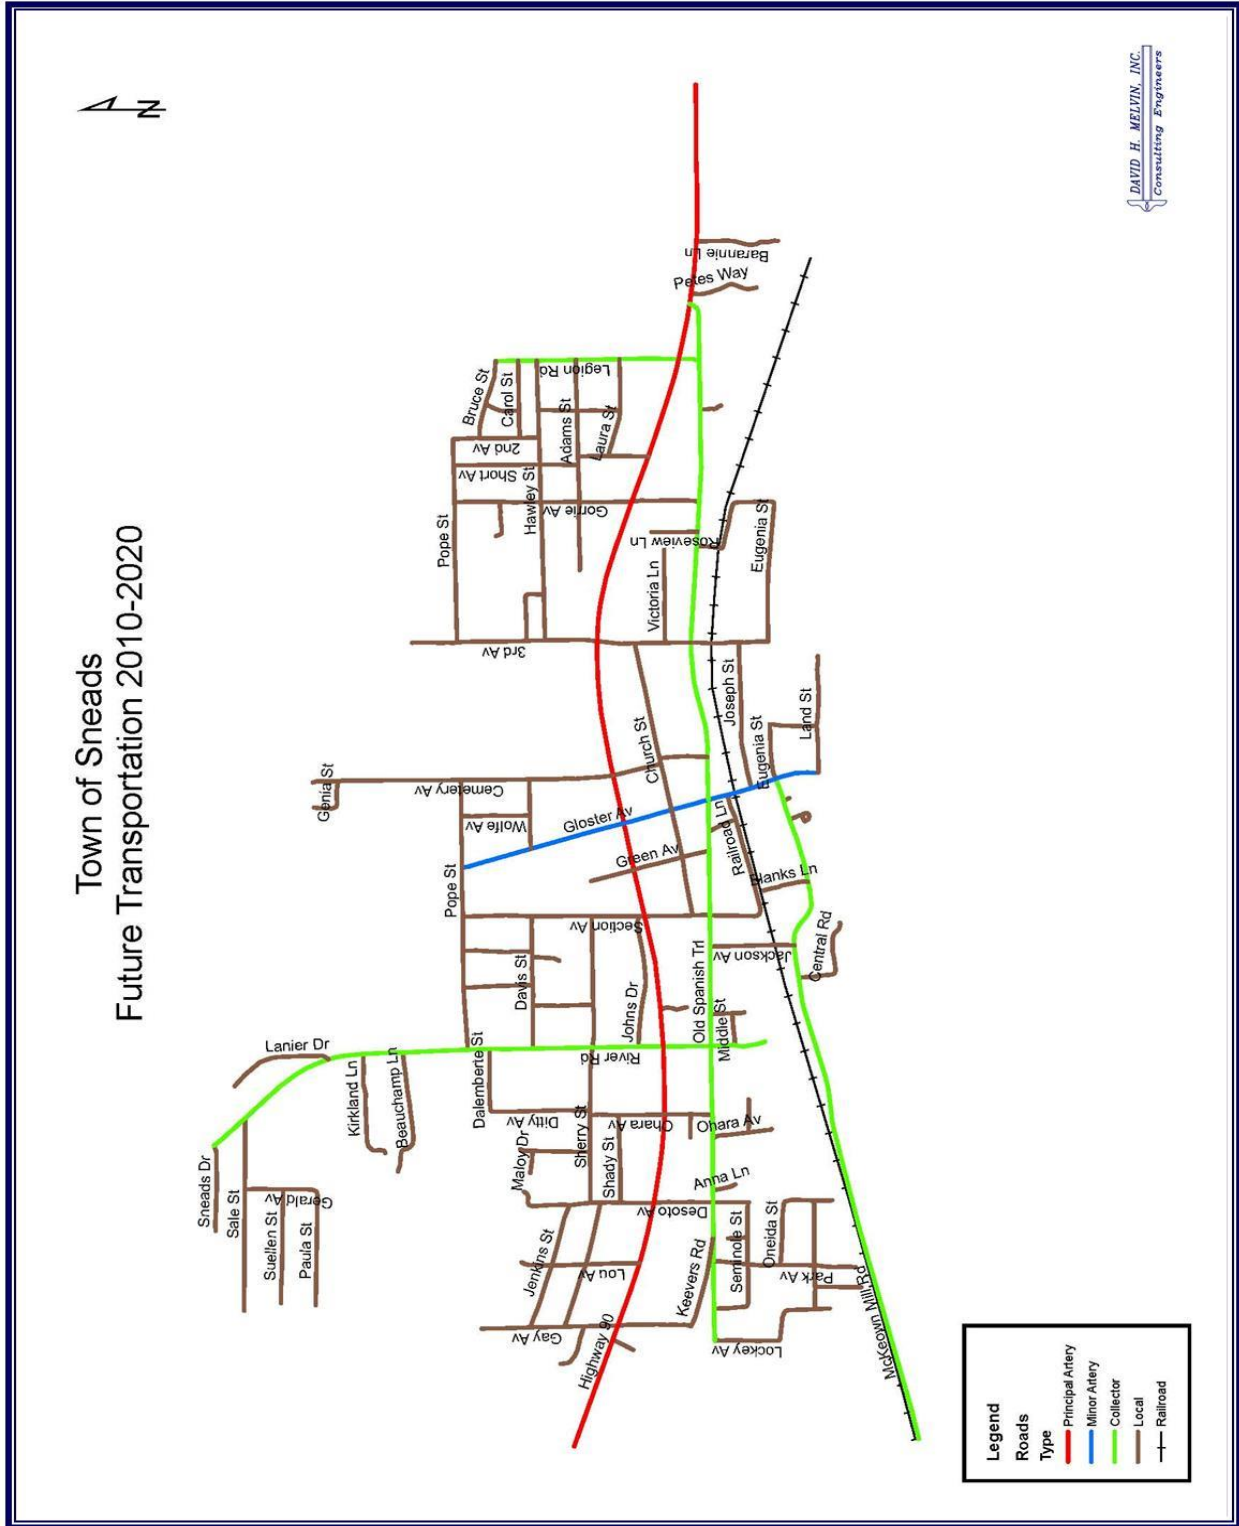 Town of Sneads
Future Transportation 2010-2020
N
DAVID H. MELVIN, INC.
Consulting Engineers
Sneads Dr
Sale St
Gerald Av
Suellen St
Paula St
Lanier Dr
Kirkland Ln
Beauchamp Ln
Genia St
Pope St
Cemetery Av
Wolfe Av
Gloster Av
Green Av
Section Av
Davis St
Johns Dr
Dalemberte St
River Rd
Ditty Av
Sherry St
Maloy Dr
Shady St
Ohara Av
Ohara Av
Jenkins St
Lou Av
Gay Av
Highway 90
Desoto Av
Anna Ln
Keevers Rd
Seminole St
Oneida St
Park Av
Lockey Av
McKeown Mill Rd
Old Spanish Trl
Middle St
Jackson Av
Central Rd
Hanks Ln
Railroad Ln
Church St
3rd Av
Pope St
Hawley St
Short Av
2nd Av
Bruce St
Carol St
Adams St
Laura St
Legion Rd
Gorrie Av
Roseview Ln
Victoria Ln
Eugenia St
Joseph St
Eugenia St
Land St
Petes Way
Barannie Ln
Legend
Roads
Type
Principal Artery
Minor Artery
Collector
Local
Railroad